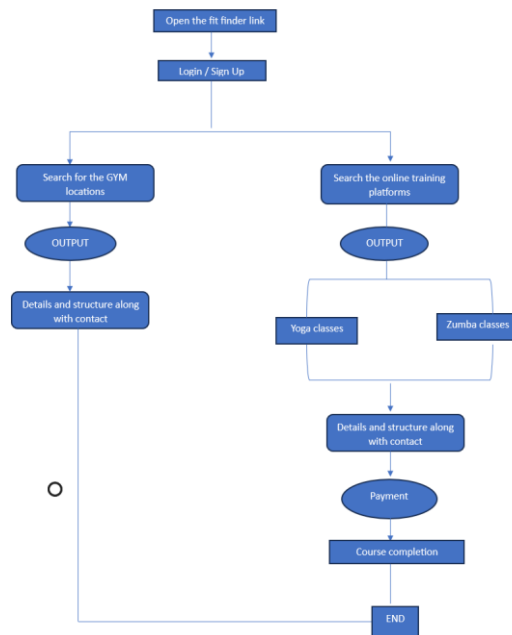 Open the fit finder link
Login / Sign Up
Search for the GYM
locations
Search the online training
platforms
OUTPUT
OUTPUT
Details and structure along
with contact
Yoga classes
Zumba classes
Details and structure along
with contact
Payment
Course completion
END